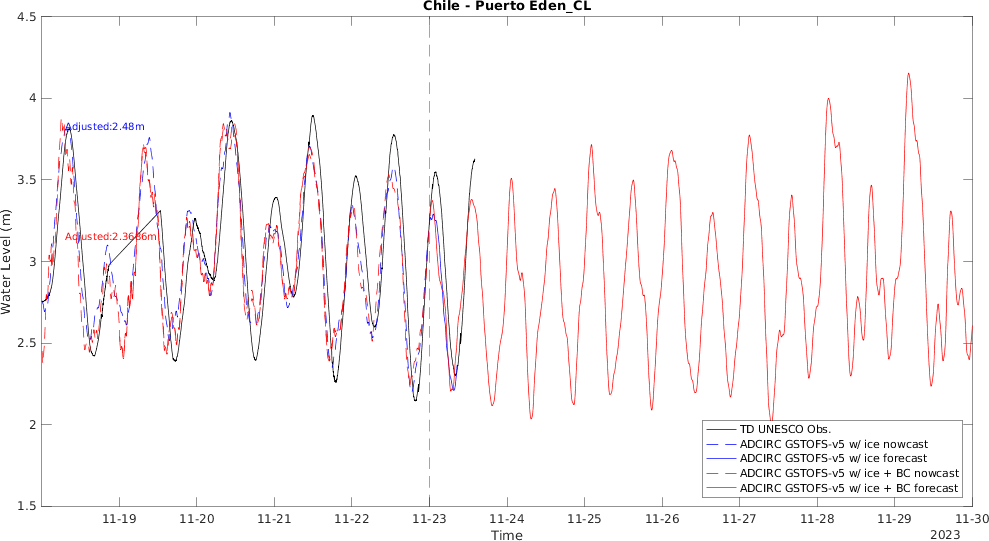 Chile - Puerto Eden_CL
Water Level (m)
4.5
4
3.5
3
2.5
2
1.5
Adjusted:2.48m
Adjusted:2.3686m
TD UNESCO Obs.
ADCIRC GSTOFS-v5 w/ ice nowcast
ADCIRC GSTOFS-v5 w/ ice forecast
ADCIRC GSTOFS-v5 w/ ice + BC nowcast
ADCIRC GSTOFS-v5 w/ ice + BC forecast
11-19 11-20 11-21 11-22 11-23 11-24 11-25 11-26 11-27 11-28 11-29 11-30
Time
2023